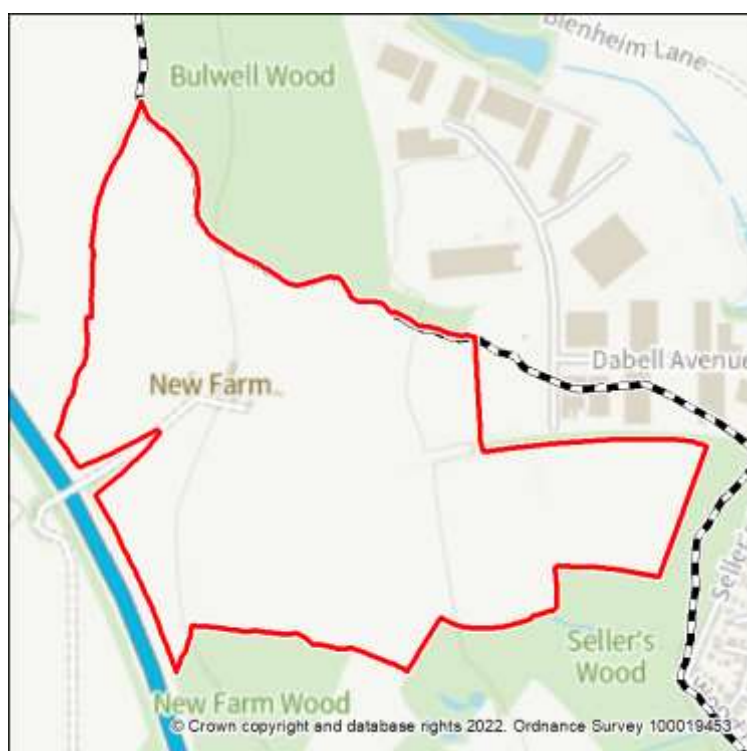 Blenheim Lane
Bulwell Wood
Dabell Avenue
New Farm
Seller's
Wood
New Farm Wood
© Crown copyright and database rights 2022. Ordnance Survey 100019453